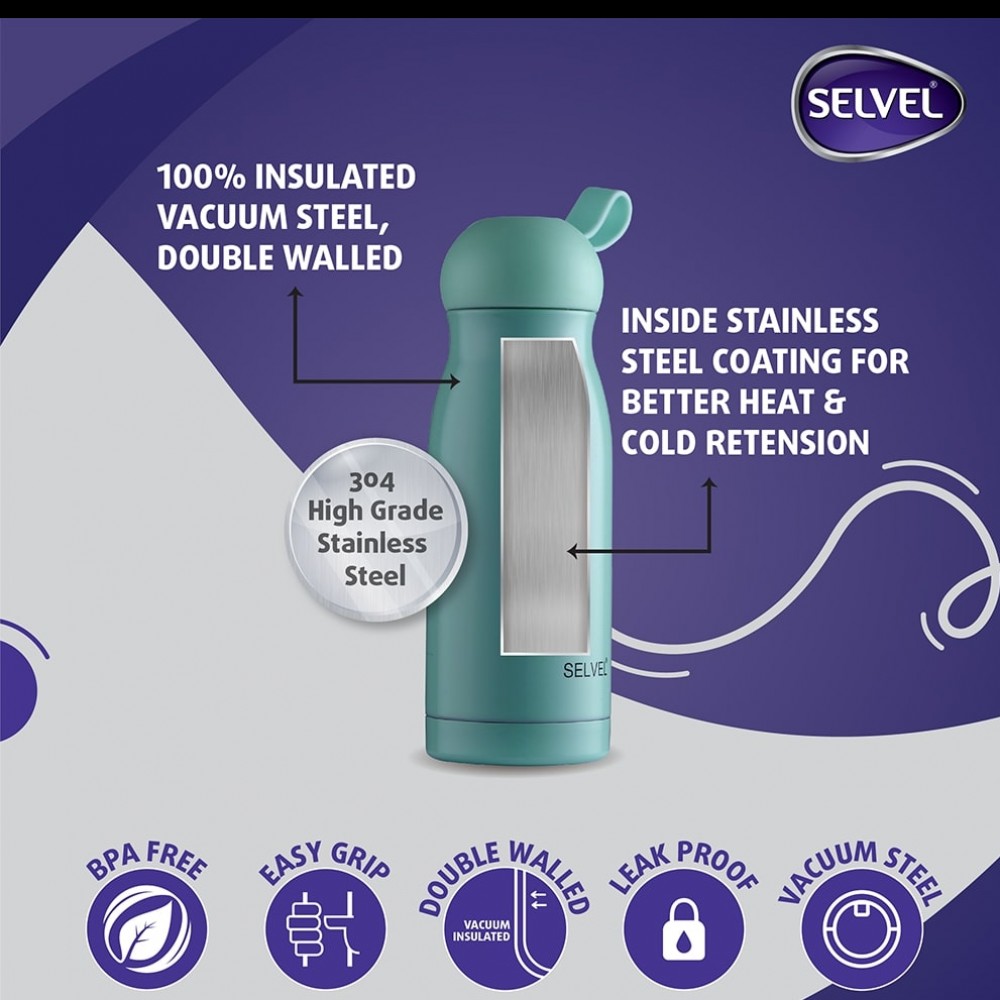 SELVEL®
100% INSULATED
VACUUM STEEL,
DOUBLE WALLED
INSIDE STAINLESS
STEEL COATING FOR
BETTER HEAT &
COLD RETENSION
304
High Grade
Stainless
Steel
SELVEL®
BPA FREE
EASY GRIP
DOUBLE WALLED
VACUUM
INSULATED
LEAK PROOF
VACUUM STEEL